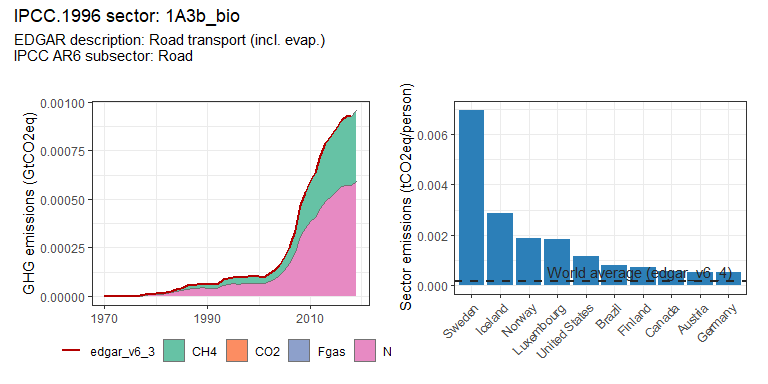 IPCC.1996 sector: 1A3b_bio
EDGAR description: Road transport (incl. evap.)
IPCC AR6 subsector: Road
GHG emissions (GtCO2eq)
0.00100
0.00075
0.00050
0.00025
0.00000
1970
1990
2010
edgar_v6_3
CH4
CO2
Fgas
N
Sector emissions (tCO2eq/person)
0.006
0.004
0.002
0.000
World average (edgar_v6_4)
Sweden
Iceland
Norway
Luxembourg
United States
Brazil
Finland
Canada
Austria
Germany